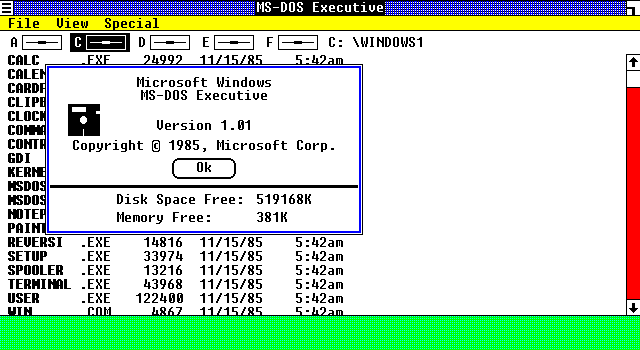 MS-DOS Executive
File View Special
A C D E F C: \WINDOWS1
CALC .EXE 24992 11/15/85 5:42am
CALEN
CARDF
CLIPB
CLOCK
COMMA
CONTR
GDI
KERNE
MSDOS
MSDOS
NOTEP
PAINT
Microsoft Windows
MS-DOS Executive
Version 1.01
Copyright © 1985, Microsoft Corp.
Ok
Disk Space Free: 519168K
Memory Free: 381K
REVERSI .EXE 14816 11/15/85 5:42am
SETUP .EXE 33974 11/15/85 5:42am
SPOOLER .EXE 13216 11/15/85 5:42am
TERMINAL .EXE 43968 11/15/85 5:42am
USER .EXE 122400 11/15/85 5:42am
WIN .COM 4867 11/15/85 5:42am